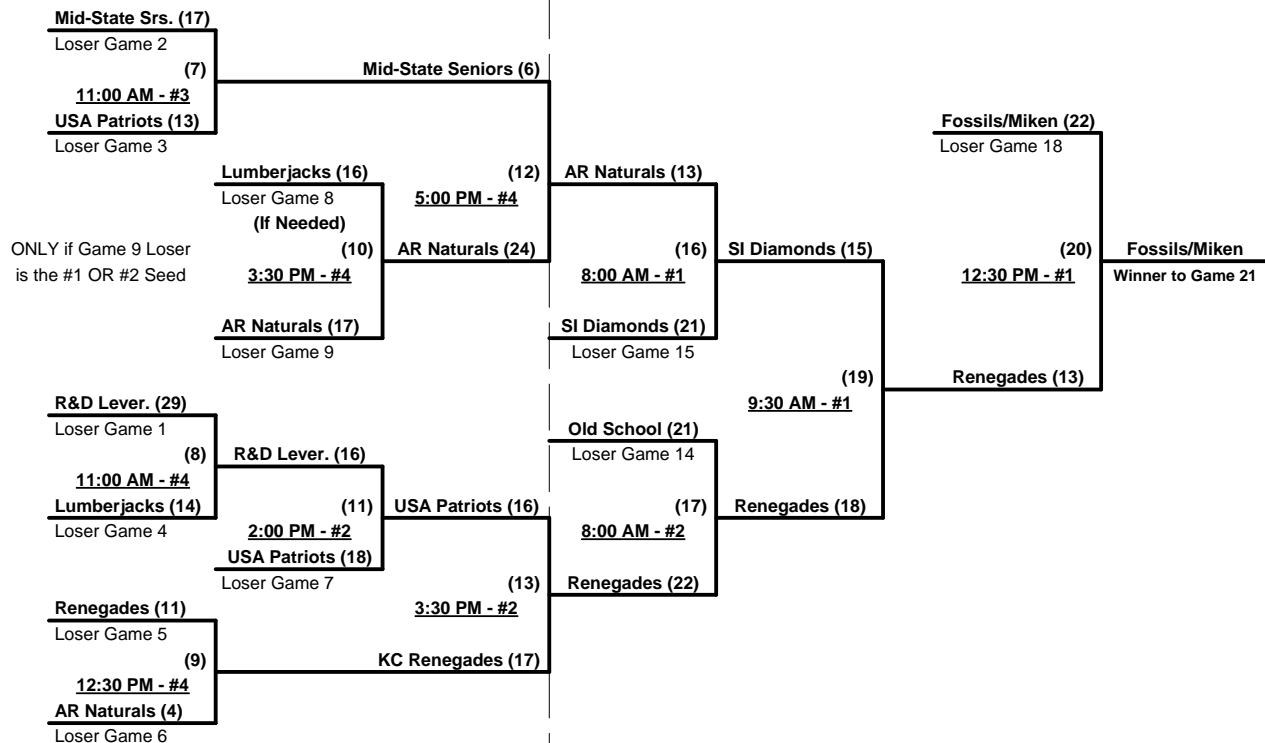 Mid-State Srs. (17)
Loser Game 2
(7)
11:00 AM - #3
USA Patriots (13)
Loser Game 3
Mid-State Seniors (6)
Lumberjacks (16)
Loser Game 8
(If Needed)
(10)
3:30 PM - #4
ONLY if Game 9 Loser
is the #1 OR #2 Seed
AR Naturals (17)
Loser Game 9
(12)
5:00 PM - #4
AR Naturals (24)
AR Naturals (13)
(16)
8:00 AM - #1
SI Diamonds (21)
Loser Game 15
SI Diamonds (15)
R&D Lever. (29)
Loser Game 1
(8)
11:00 AM - #4
Lumberjacks (14)
Loser Game 4
R&D Lever. (16)
(11)
2:00 PM - #2
USA Patriots (18)
Loser Game 7
USA Patriots (16)
Renegades (11)
Loser Game 5
(9)
12:30 PM - #4
AR Naturals (4)
Loser Game 6
(13)
3:30 PM - #2
KC Renegades (17)
Old School (21)
Loser Game 14
(17)
8:00 AM - #2
Renegades (22)
Renegades (18)
(19)
9:30 AM - #1
Fossils/Miken (22)
Loser Game 18
(20)
12:30 PM - #1
Renegades (13)
Fossils/Miken
Winner to Game 21